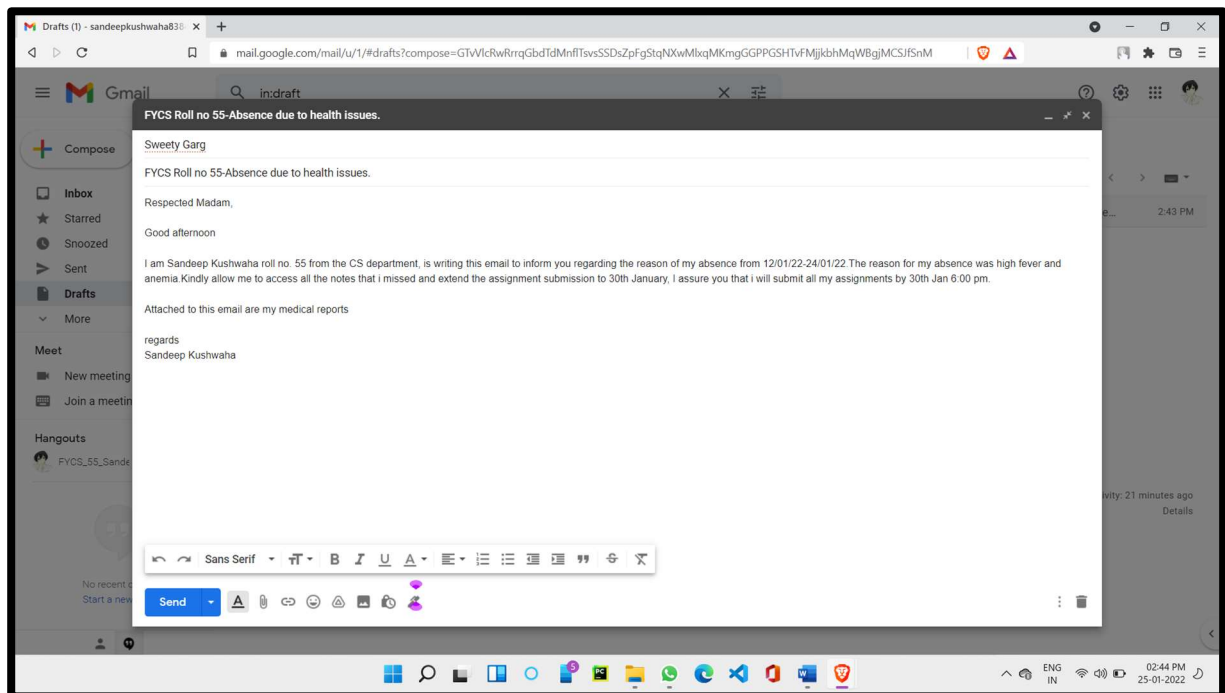 Drafts (1) - sandeepkushwaha838
mail.google.com/mail/u/1/#drafts?compose=
Gmail
in:draft
FYCS Roll no 55-Absence due to health issues.
Compose
Sweety Garg
FYCS Roll no 55-Absence due to health issues.
Inbox
Respected Madam,
Starred
2:43 PM
Snoozed
Good afternoon
Sent
I am Sandeep Kushwaha roll no. 55 from the CS department, is writing this email to inform you regarding the reason of my absence from 12/01/22-24/01/22.The reason for my absence was high fever and
anemia.Kindly allow me to access all the notes that i missed and extend the assignment submission to 30th January, I assure you that i will submit all my assignments by 30th Jan 6:00 pm.
Drafts
Attached to this email are my medical reports
More
regards
Sandeep Kushwaha
Meet
New meeting
Join a meetin
Hangouts
FYCS_55_Sande
ivity: 21 minutes ago
Details
Sans Serif
No recent c
Start a new
Send
ENG
IN
02:44 PM
25-01-2022